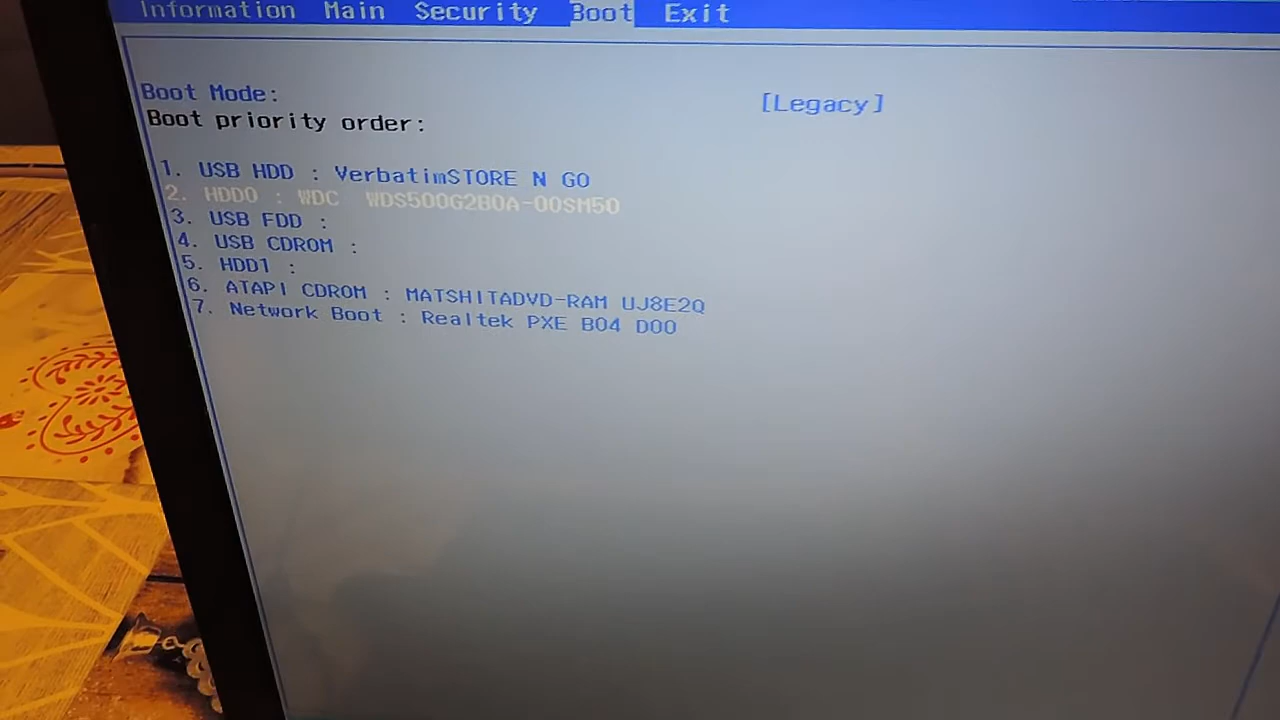 Information Main Security Boot Exit
Boot Mode: [Legacy]
Boot priority order:
1. USB HDD : VerbatimSTORE N GO
2. HDD0 : WDC WDS500G2B0A-00SM50
3. USB FDD :
4. USB CDROM :
5. HDD1 :
6. ATAPI CDROM : MATSHITADVD-RAM UJ8E2Q
7. Network Boot : Realtek PXE B04 D00